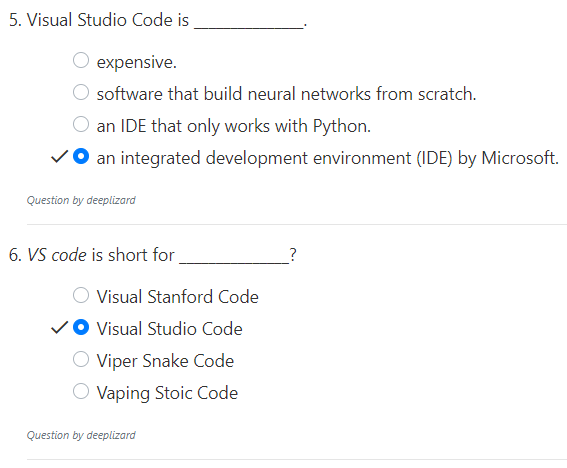 5. Visual Studio Code is ______________.
expensive.
software that build neural networks from scratch.
an IDE that only works with Python.
an integrated development environment (IDE) by Microsoft.
Question by deeplizard
6. VS code is short for ______________?
Visual Stanford Code
Visual Studio Code
Viper Snake Code
Vaping Stoic Code
Question by deeplizard